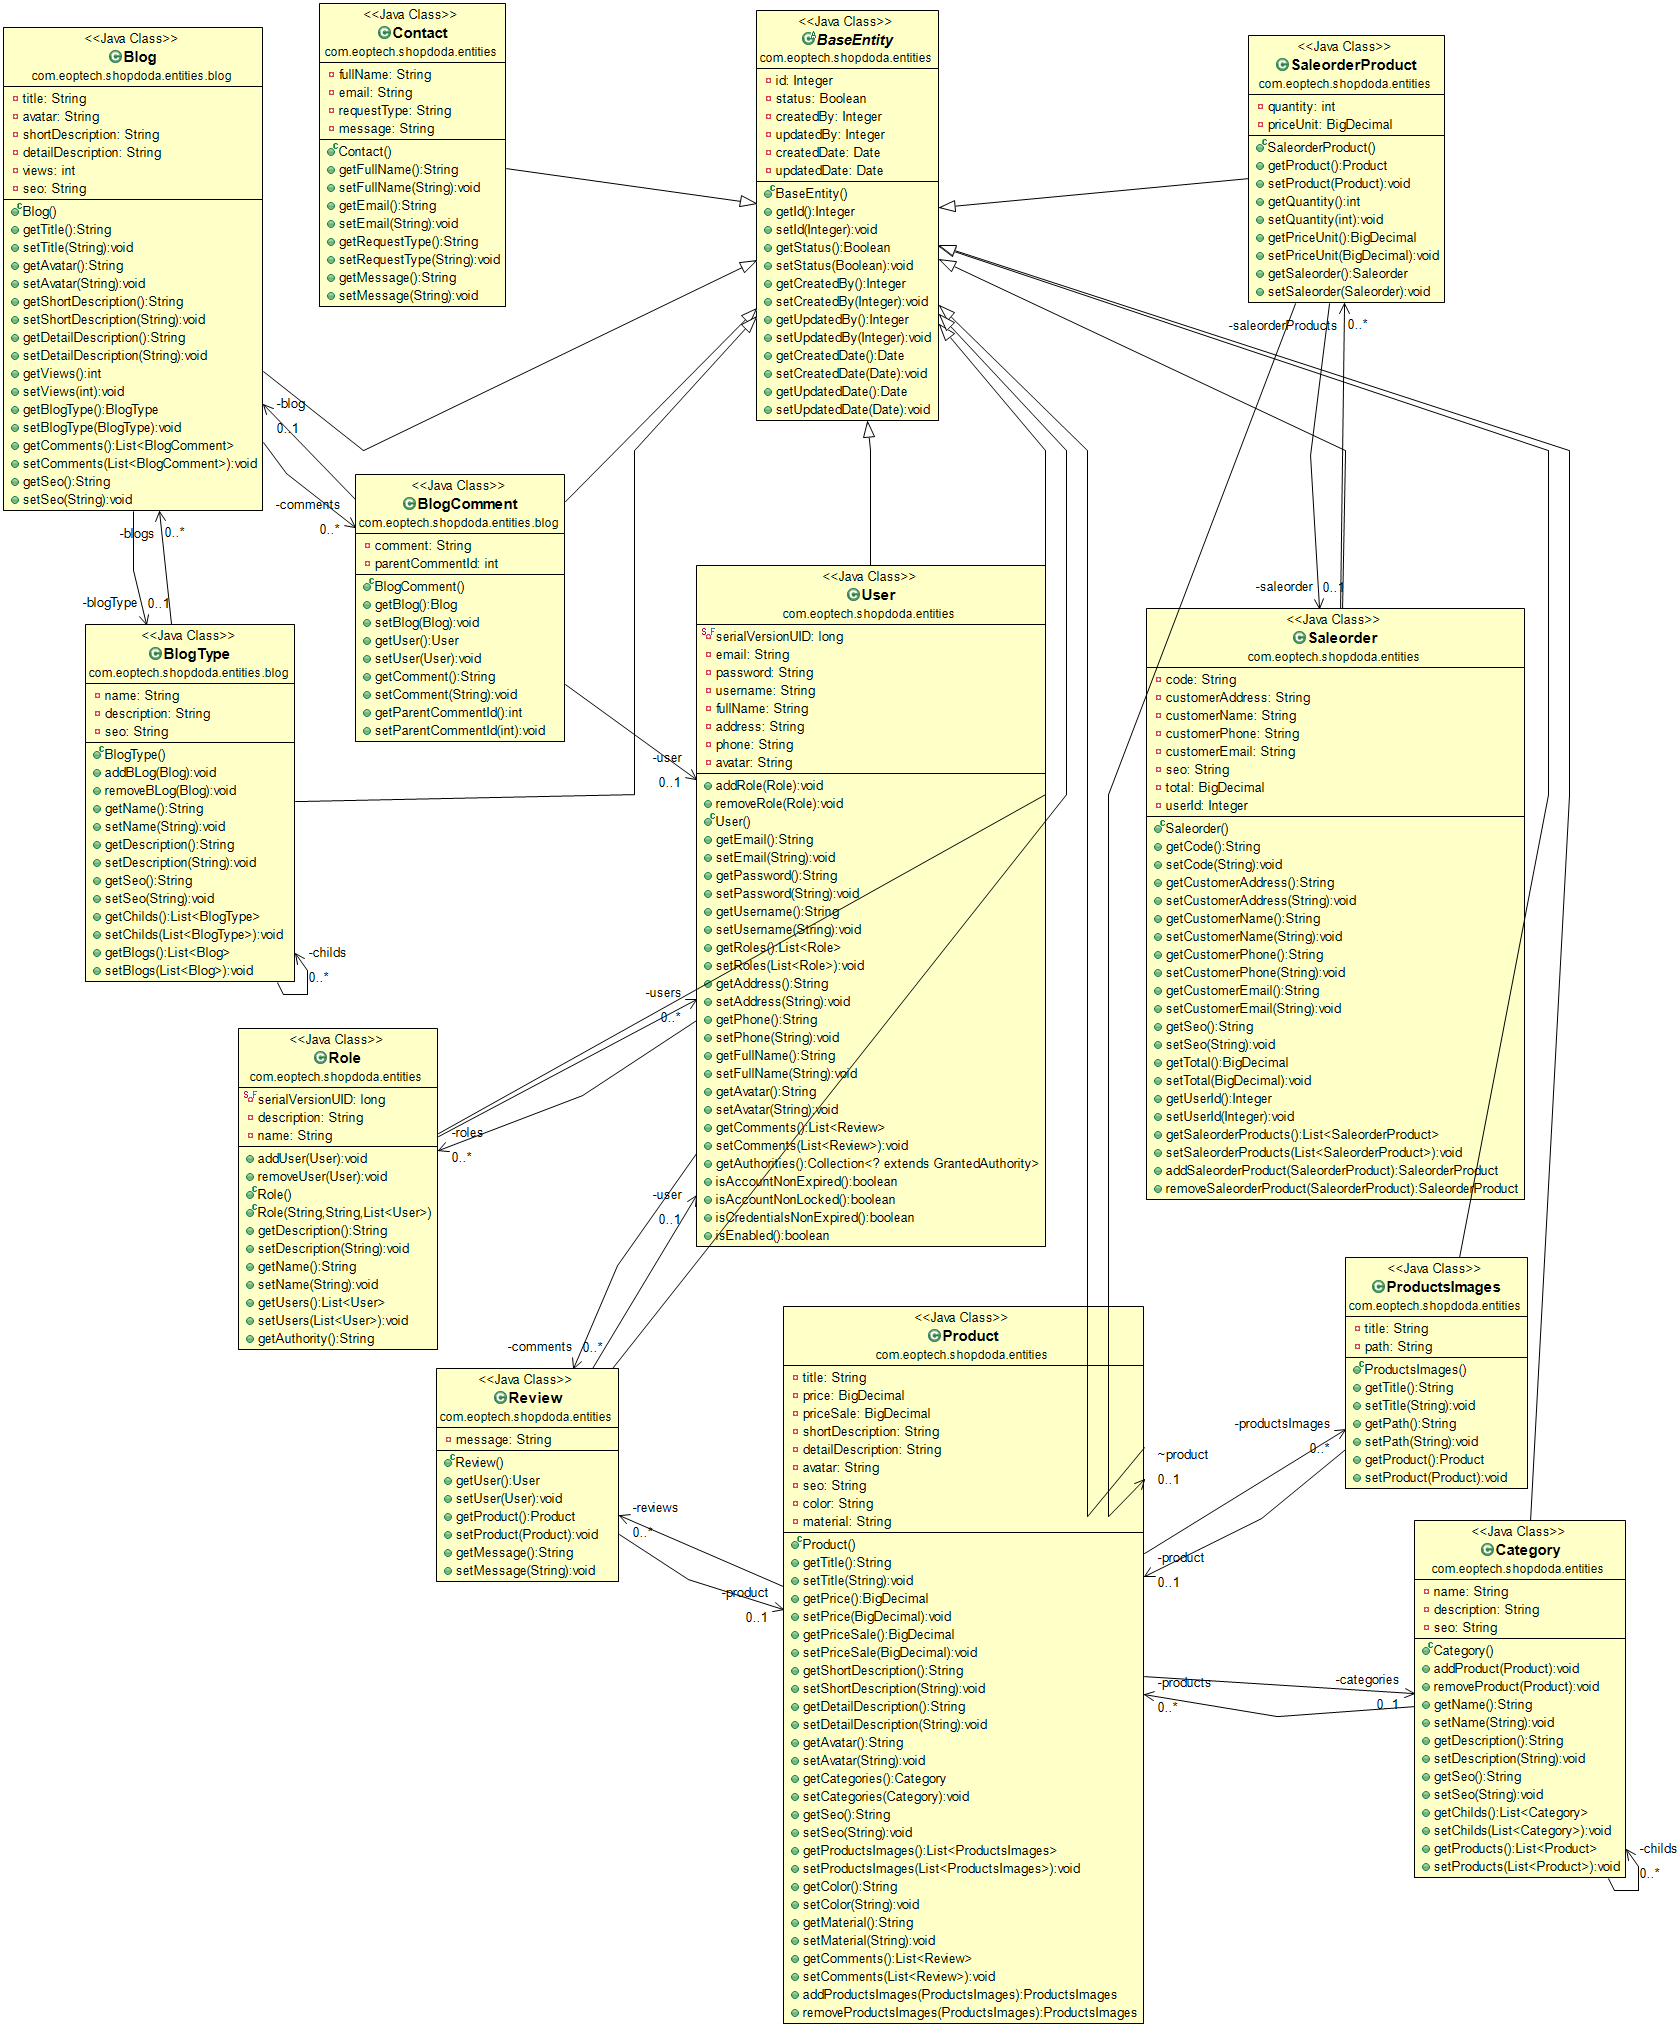 <<Java Class>>
Blog
com.eoptech.shopdoda.entities.blog
title: String
avatar: String
shortDescription: String
detailDescription: String
views: int
seo: String
Blog()
getTitle():String
setTitle(String):void
getAvatar():String
setAvatar(String):void
getShortDescription():String
setShortDescription(String):void
getDetailDescription():String
setDetailDescription(String):void
getViews():int
setViews(int):void
getBlogType():BlogType
setBlogType(BlogType):void
getComments():List<BlogComment>
setComments(List<BlogComment>):void
getSeo():String
setSeo(String):void
<<Java Class>>
Contact
com.eoptech.shopdoda.entities
fullName: String
email: String
requestType: String
message: String
Contact()
getFullName():String
setFullName(String):void
getEmail():String
setEmail(String):void
getRequestType():String
setRequestType(String):void
getMessage():String
setMessage(String):void
<<Java Class>>
BaseEntity
com.eoptech.shopdoda.entities
id: Integer
status: Boolean
createdBy: Integer
updatedBy: Integer
createdDate: Date
updatedDate: Date
BaseEntity()
getId():Integer
setId(Integer):void
getStatus():Boolean
setStatus(Boolean):void
getCreatedBy():Integer
setCreatedBy(Integer):void
getUpdatedBy():Integer
setUpdatedBy(Integer):void
getCreatedDate():Date
setCreatedDate(Date):void
getUpdatedDate():Date
setUpdatedDate(Date):void
<<Java Class>>
SaleorderProduct
com.eoptech.shopdoda.entities
quantity: int
priceUnit: BigDecimal
SaleorderProduct()
getProduct():Product
setProduct(Product):void
getQuantity():int
setQuantity(int):void
getPriceUnit():BigDecimal
setPriceUnit(BigDecimal):void
getSaleorder():Saleorder
setSaleorder(Saleorder):void
-saleorderProducts
0..*
-blog
0..1
-comments
0..*
-blogs
0..*
-blogType
0..1
<<Java Class>>
BlogComment
com.eoptech.shopdoda.entities.blog
comment: String
parentCommentId: int
BlogComment()
getBlog():Blog
setBlog(Blog):void
getUser():User
setUser(User):void
getComment():String
setComment(String):void
getParentCommentId():int
setParentCommentId(int):void
-user
0..1
<<Java Class>>
BlogType
com.eoptech.shopdoda.entities.blog
name: String
description: String
seo: String
BlogType()
addBLog(Blog):void
removeBLog(Blog):void
getName():String
setName(String):void
getDescription():String
setDescription(String):void
getSeo():String
setSeo(String):void
getChilds():List<BlogType>
setChilds(List<BlogType>):void
getBlogs():List<Blog>
setBlogs(List<Blog>):void
-childs
0..*
<<Java Class>>
User
com.eoptech.shopdoda.entities
serialVersionUID: long
email: String
password: String
username: String
fullName: String
address: String
phone: String
avatar: String
addRole(Role):void
removeRole(Role):void
User()
getEmail():String
setEmail(String):void
getPassword():String
setPassword(String):void
getUsername():String
setUsername(String):void
getRoles():List<Role>
setRoles(List<Role>):void
getAddress():String
setAddress(String):void
getPhone():String
setPhone(String):void
getFullName():String
setFullName(String):void
getAvatar():String
setAvatar(String):void
getComments():List<Review>
setComments(List<Review>):void
getAuthorities():Collection<? extends GrantedAuthority>
isAccountNonExpired():boolean
isAccountNonLocked():boolean
isCredentialsNonExpired():boolean
isEnabled():boolean
-saleorder
0..1
<<Java Class>>
Saleorder
com.eoptech.shopdoda.entities
code: String
customerAddress: String
customerName: String
customerPhone: String
customerEmail: String
seo: String
total: BigDecimal
userId: Integer
Saleorder()
getCode():String
setCode(String):void
getCustomerAddress():String
setCustomerAddress(String):void
getCustomerName():String
setCustomerName(String):void
getCustomerPhone():String
setCustomerPhone(String):void
getCustomerEmail():String
setCustomerEmail(String):void
getSeo():String
setSeo(String):void
getTotal():BigDecimal
setTotal(BigDecimal):void
getUserId():Integer
setUserId(Integer):void
getSaleorderProducts():List<SaleorderProduct>
setSaleorderProducts(List<SaleorderProduct>):void
addSaleorderProduct(SaleorderProduct):SaleorderProduct
removeSaleorderProduct(SaleorderProduct):SaleorderProduct
-users
0..*
<<Java Class>>
Role
com.eoptech.shopdoda.entities
serialVersionUID: long
description: String
name: String
addUser(User):void
removeUser(User):void
Role()
Role(String,String,List<User>)
getDescription():String
setDescription(String):void
getName():String
setName(String):void
getUsers():List<User>
setUsers(List<User>):void
getAuthority():String
-roles
0..*
-user
0..1
-comments
0..*
<<Java Class>>
Review
com.eoptech.shopdoda.entities
message: String
Review()
getUser():User
setUser(User):void
getProduct():Product
setProduct(Product):void
getMessage():String
setMessage(String):void
-reviews
0..*
-product
0..1
<<Java Class>>
Product
com.eoptech.shopdoda.entities
title: String
price: BigDecimal
priceSale: BigDecimal
shortDescription: String
detailDescription: String
avatar: String
seo: String
color: String
material: String
Product()
getTitle():String
setTitle(String):void
getPrice():BigDecimal
setPrice(BigDecimal):void
getPriceSale():BigDecimal
setPriceSale(BigDecimal):void
getShortDescription():String
setShortDescription(String):void
getDetailDescription():String
setDetailDescription(String):void
getAvatar():String
setAvatar(String):void
getCategories():Category
setCategories(Category):void
getSeo():String
setSeo(String):void
getProductsImages():List<ProductsImages>
setProductsImages(List<ProductsImages>):void
getColor():String
setColor(String):void
getMaterial():String
setMaterial(String):void
getComments():List<Review>
setComments(List<Review>):void
addProductsImages(ProductsImages):ProductsImages
removeProductsImages(ProductsImages):ProductsImages
<<Java Class>>
ProductsImages
com.eoptech.shopdoda.entities
title: String
path: String
ProductsImages()
getTitle():String
setTitle(String):void
getPath():String
setPath(String):void
getProduct():Product
setProduct(Product):void
-productsImages
0..*
~product
0..1
-product
0..1
-categories
0..1
-products
0..*
<<Java Class>>
Category
com.eoptech.shopdoda.entities
name: String
description: String
seo: String
Category()
addProduct(Product):void
removeProduct(Product):void
getName():String
setName(String):void
getDescription():String
setDescription(String):void
getSeo():String
setSeo(String):void
getChilds():List<Category>
setChilds(List<Category>):void
getProducts():List<Product>
setProducts(List<Product>):void
-childs
0..*